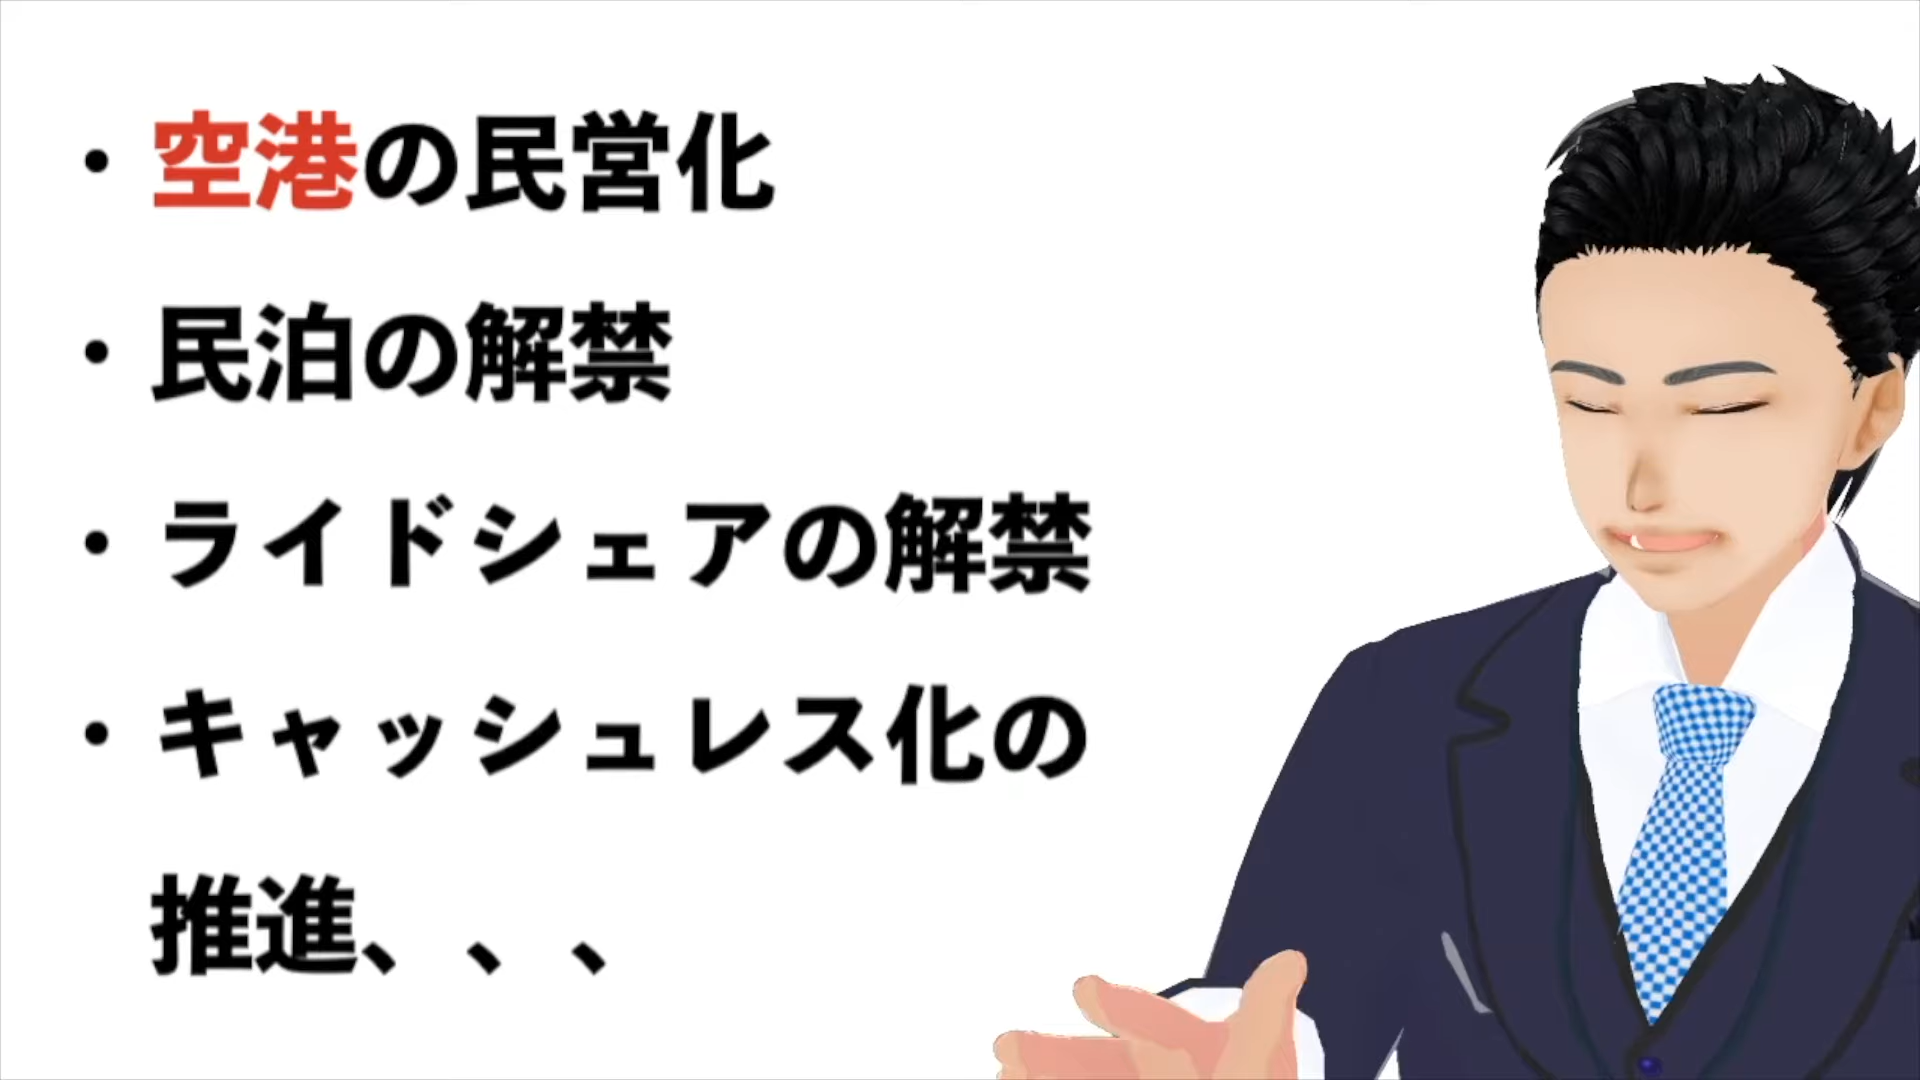 ・空港の民営化
・民泊の解禁
・ライドシェアの解禁
・キャッシュレス化の
推進、、、